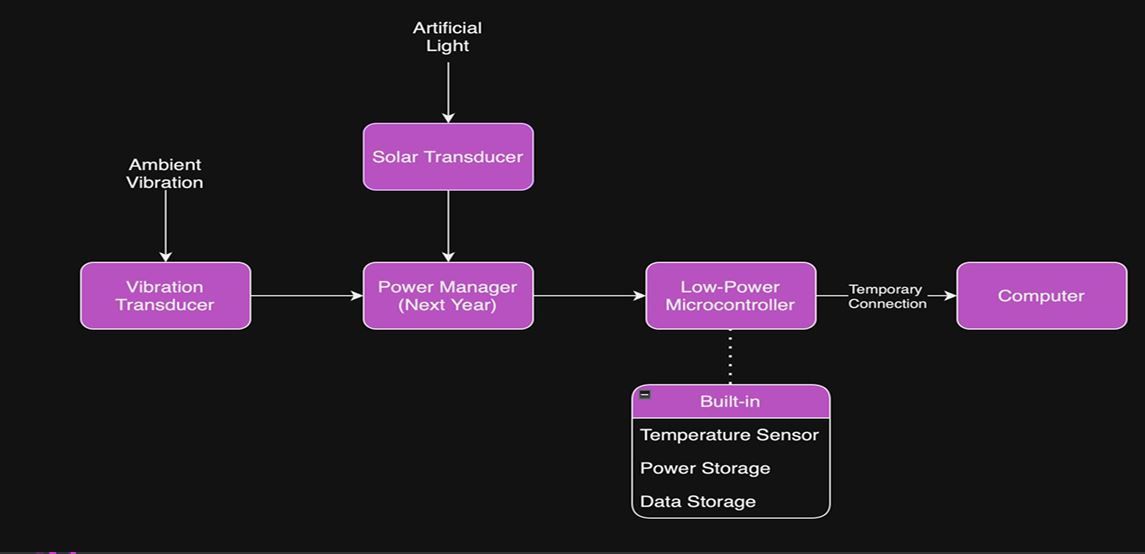 Artificial
Light
Solar Transducer
Ambient
Vibration
Vibration
Transducer
Power Manager
(Next Year)
Low-Power
Microcontroller
Temporary
Connection
Computer
Built-in
Temperature Sensor
Power Storage
Data Storage